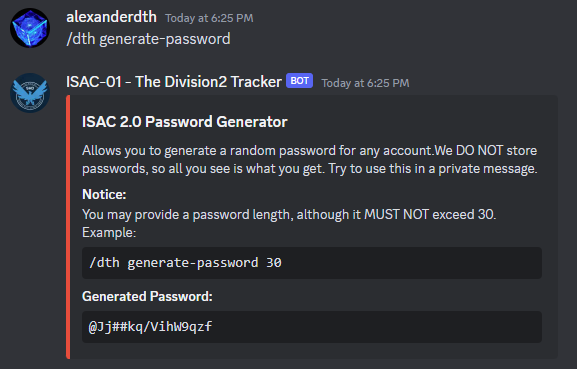 alexanderdth Today at 6:25 PM
/dth generate-password
ISAC-01 - The Division2 Tracker BOT Today at 6:25 PM
ISAC 2.0 Password Generator
Allows you to generate a random password for any account.We DO NOT store
passwords, so all you see is what you get. Try to use this in a private message.
Notice:
You may provide a password length, although it MUST NOT exceed 30.
Example:
/dth generate-password 30
Generated Password:
@Jj##kq/VihW9qzf